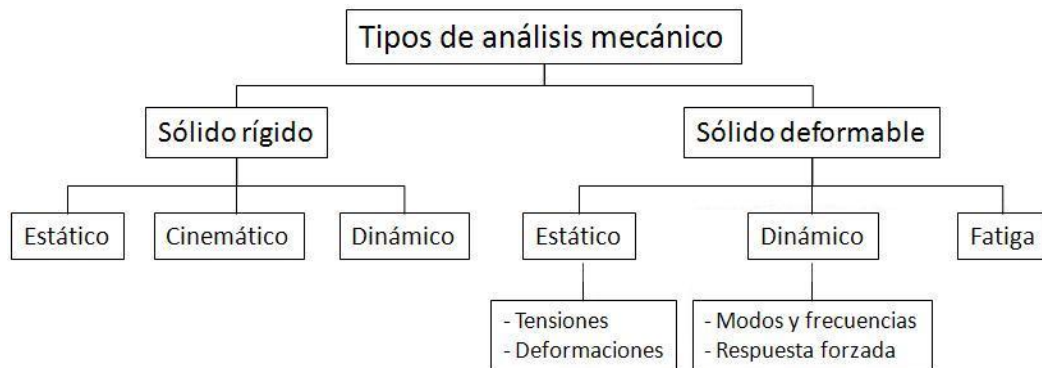 Tipos de análisis mecánico
Sólido rígido
Sólido deformable
Estático
Cinemático
Dinámico
Estático
Dinámico
Fatiga
- Tensiones
- Deformaciones
- Modos y frecuencias
- Respuesta forzada